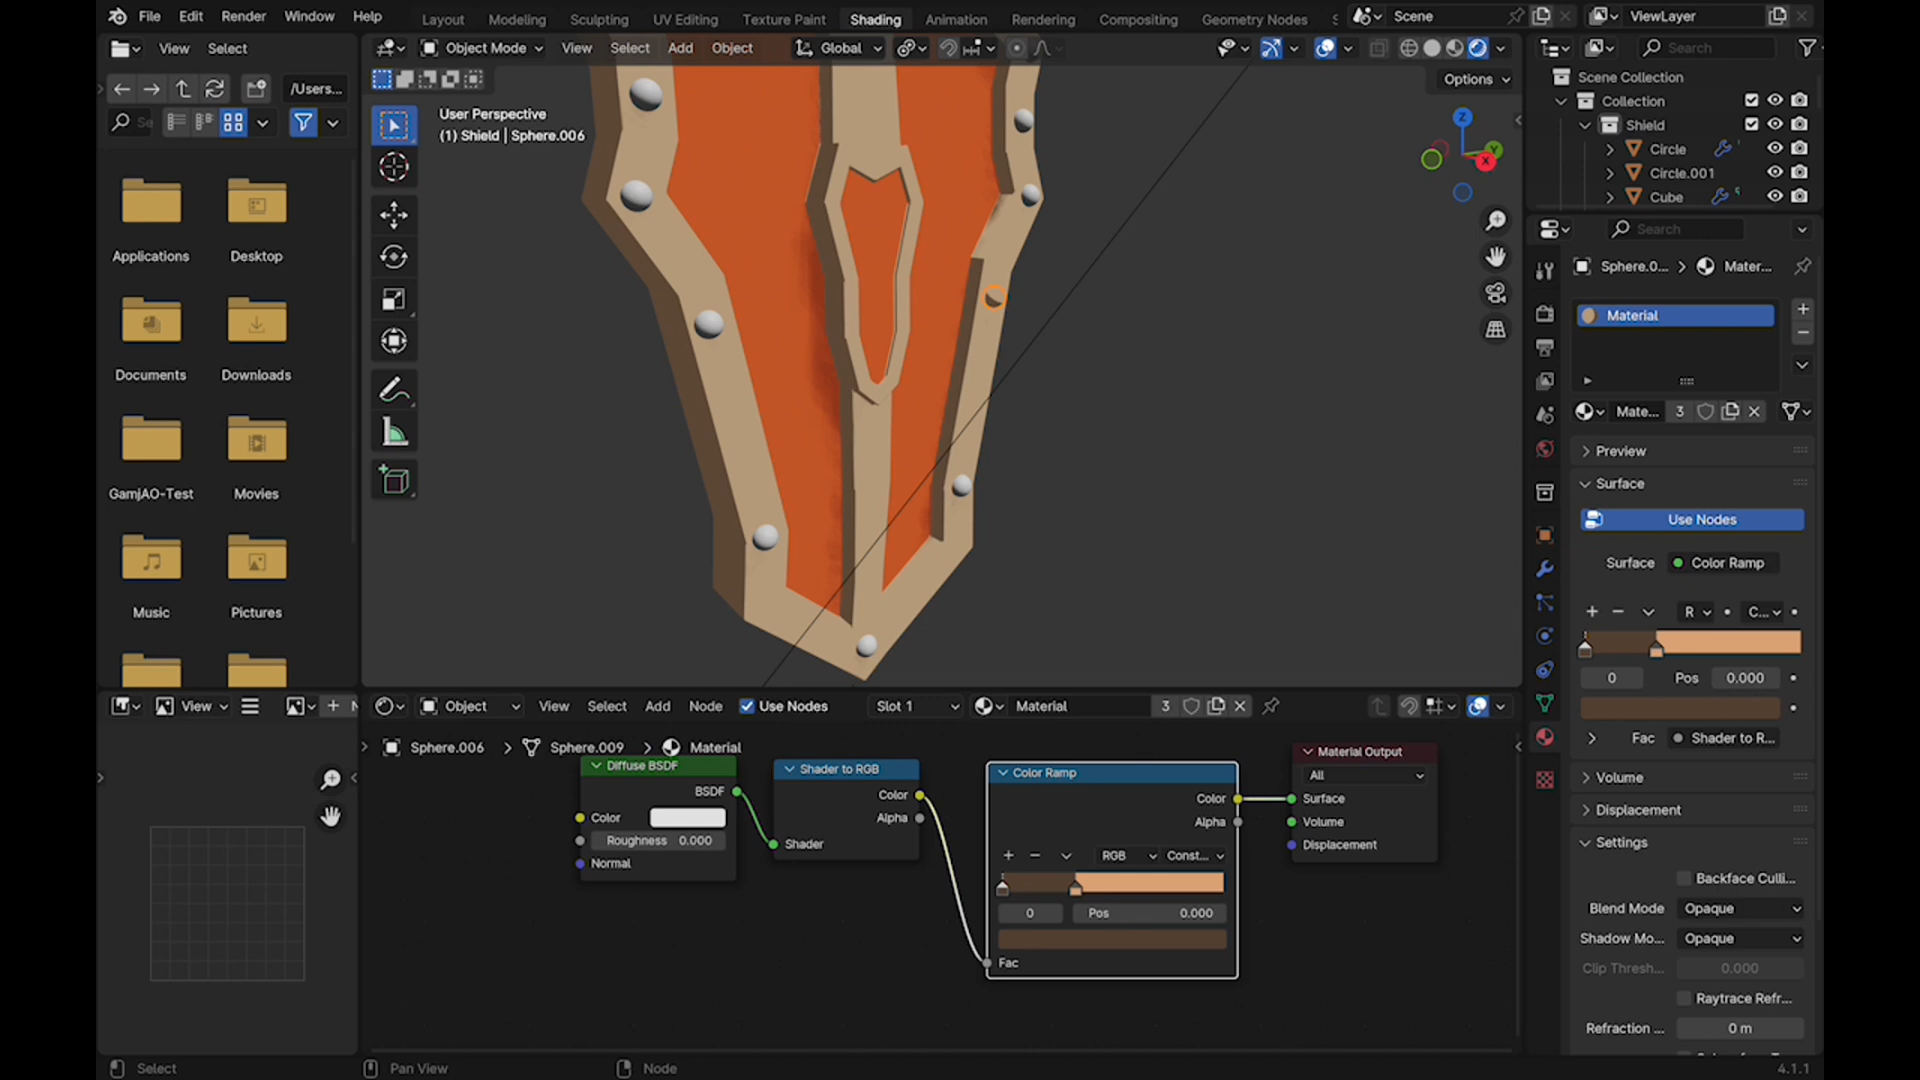 File Edit Render Window Help
Layout Modeling Sculpting UV Editing Texture Paint Shading Animation Rendering Compositing Geometry Nodes
Scene
ViewLayer
View Select
Object Mode View Select Add Object
Global
Search
/Users...
Options
Scene Collection
Collection
Shield
Circle
Circle.001
Cube
User Perspective
(1) Shield | Sphere.006
Z
Y
X
Applications
Desktop
Documents
Downloads
GamjAO-Test
Movies
Music
Pictures
Search
Sphere.0... Mater...
Material
Mate... 3
Preview
Surface
Use Nodes
Surface Color Ramp
R C...
0 Pos 0.000
Fac Shader to R...
Volume
Displacement
Settings
Backface Culli...
Blend Mode Opaque
Shadow Mo... Opaque
Clip Thresh... 0.000
Raytrace Refr...
Refraction ... 0 m
View
Object View Select Add Node Use Nodes Slot 1 Material 3
Sphere.006 Sphere.009 Material
Diffuse BSDF
BSDF
Color
Roughness 0.000
Normal
Shader to RGB
Color
Alpha
Shader
Color Ramp
Color
Alpha
RGB Const...
0 Pos 0.000
Fac
Material Output
All
Surface
Volume
Displacement
Select Pan View Node 4.1.1